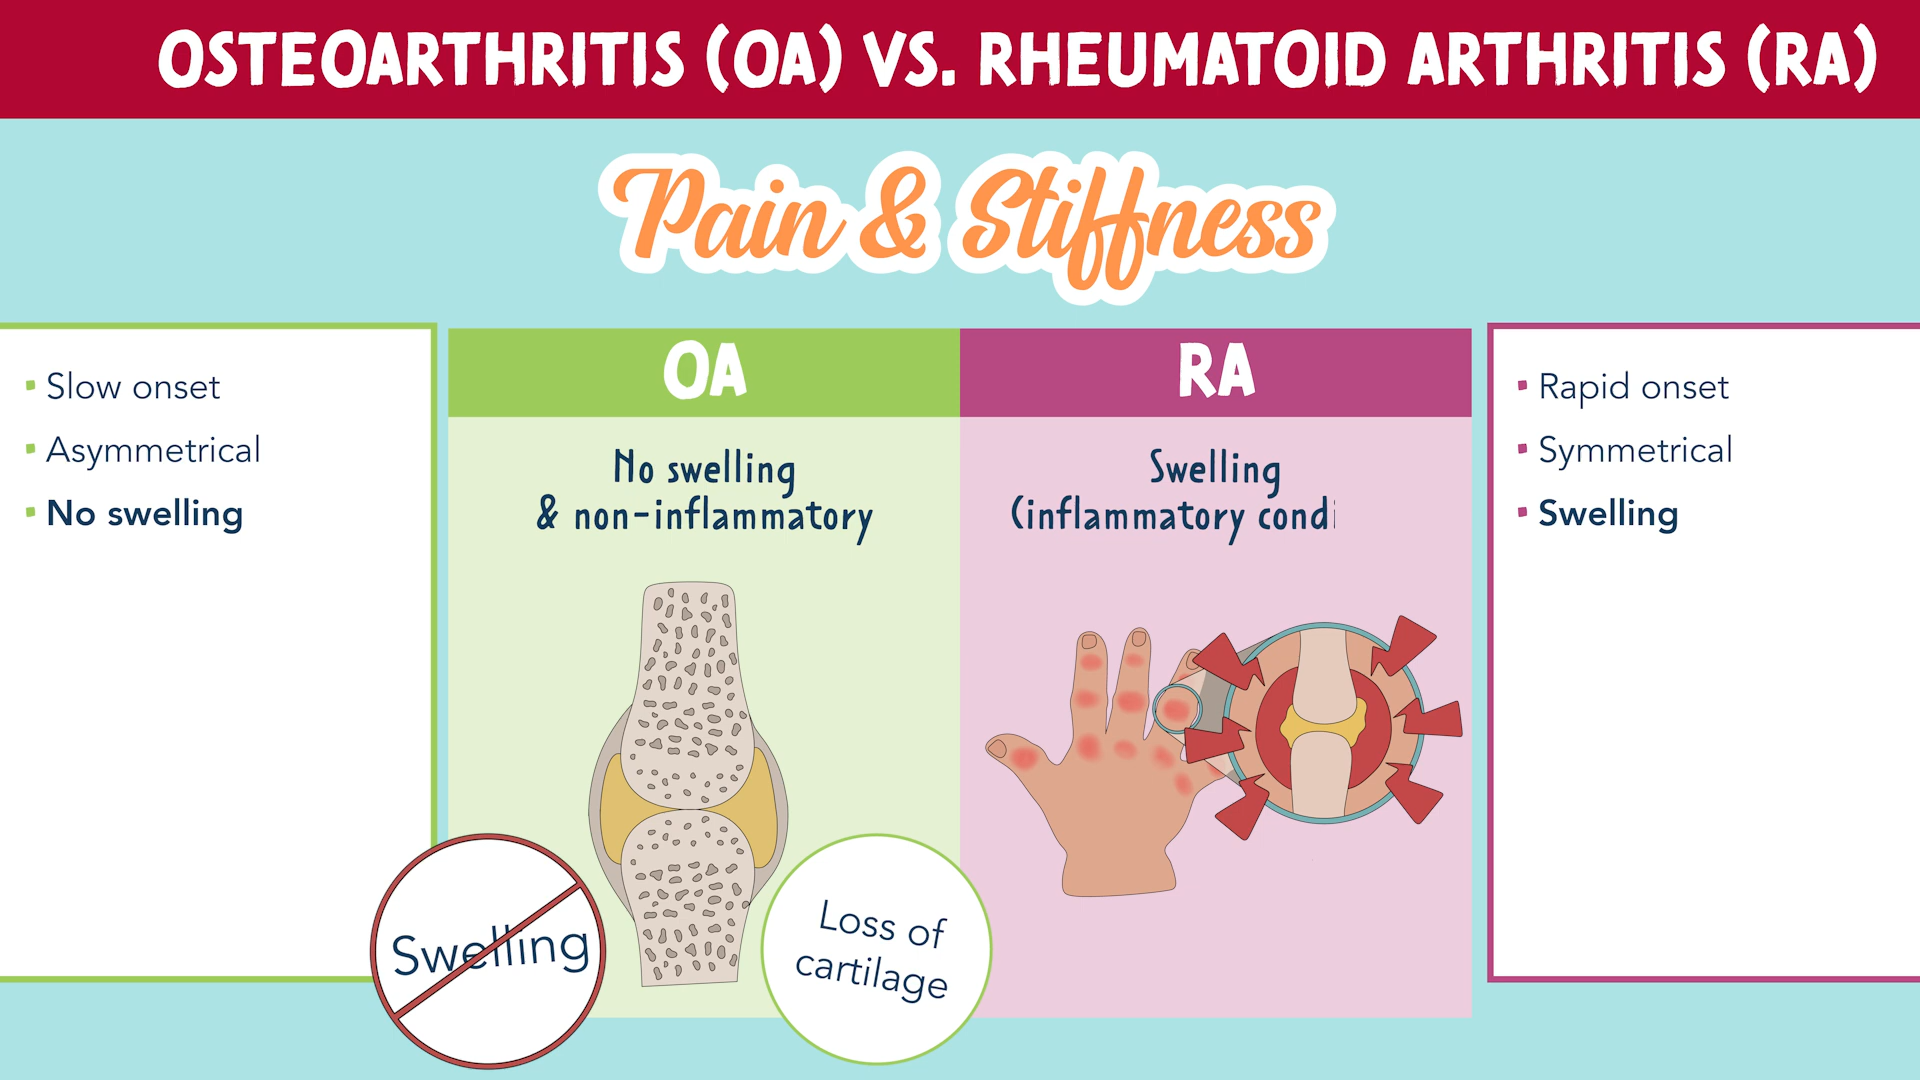 OSTEOARTHRITIS (OA) VS. RHEUMATOID ARTHRITIS (RA)
Pain & Stiffness
Slow onset
Asymmetrical
No swelling
OA
No swelling
& non-inflammatory
Swelling
Loss of
cartilage
RA
Swelling
(inflammatory condi
Rapid onset
Symmetrical
Swelling